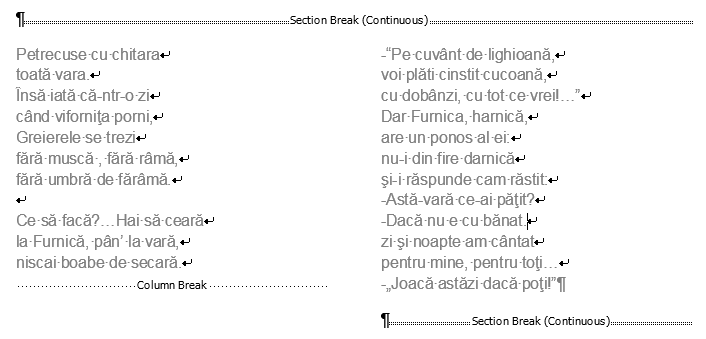 Section Break (Continuous)
Petrecuse cu chitara
toată vara.
Însă iată că-ntr-o zi
când viforniţa porni,
Greierele se trezi
fără muscă , fără râmă,
fără umbră de fărâmă.
Ce să facă?…Hai să ceară
la Furnică, pân’ la vară,
niscai boabe de secară.
Column Break
-“Pe cuvânt de lighioană,
voi plăti cinstit cucoană,
cu dobânzi, cu tot ce vrei!…”
Dar Furnica, harnică,
are un ponos al ei:
nu-i din fire darnică
şi-i răspunde cam răstit:
-Astă-vară ce-ai păţit?
-Dacă nu e cu bănat.
zi şi noapte am cântat
pentru mine, pentru toţi…
-„Joacă astăzi dacă poţi!”
Section Break (Continuous)